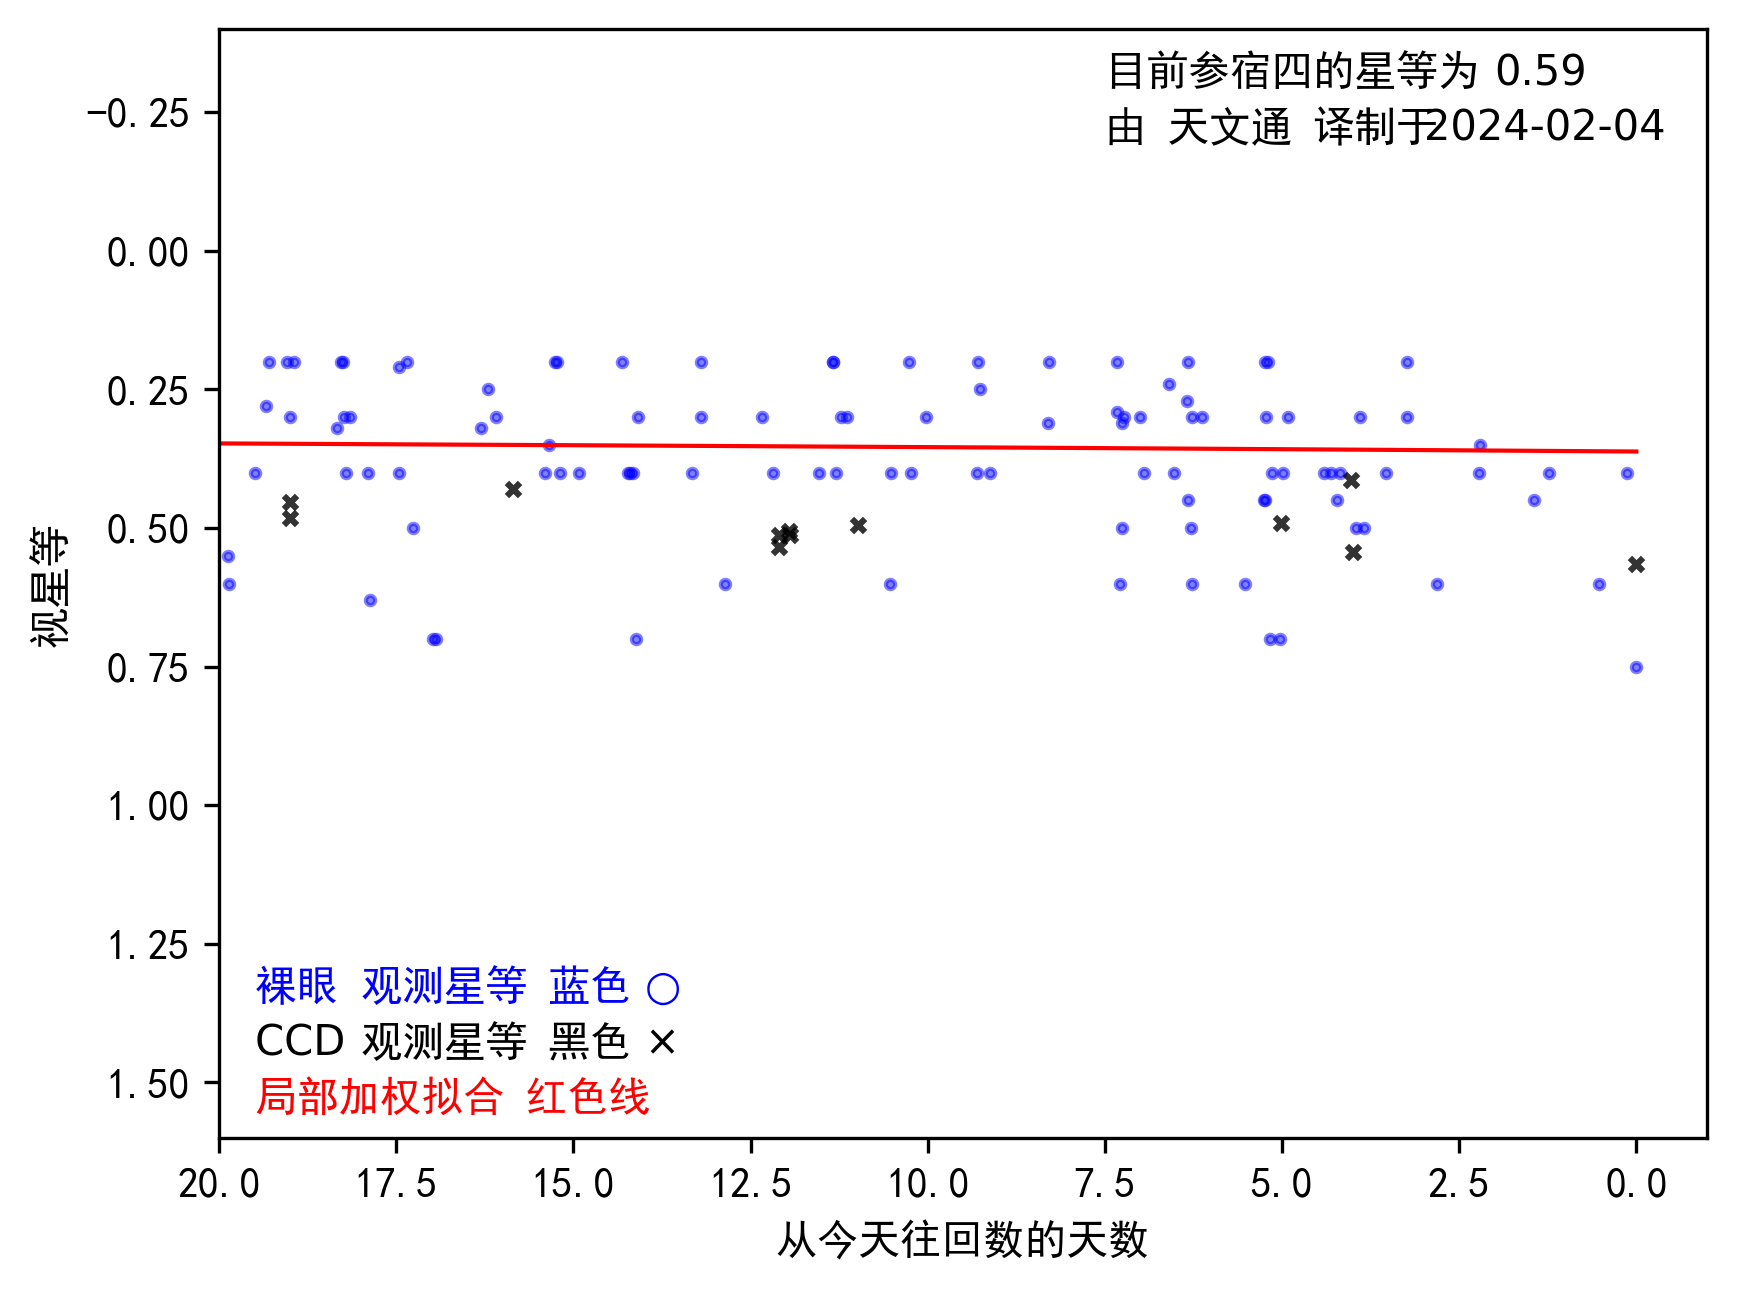 目前参宿四的星等为 0.59
由 天文通 译制于2024-02-04
−0.25
0.00
0.25
0.50
0.75
1.00
1.25
1.50
视星等
裸眼 观测星等 蓝色 ○
CCD 观测星等 黑色 ×
局部加权拟合 红色线
20.0 17.5 15.0 12.5 10.0 7.5 5.0 2.5 0.0
从今天往回数的天数